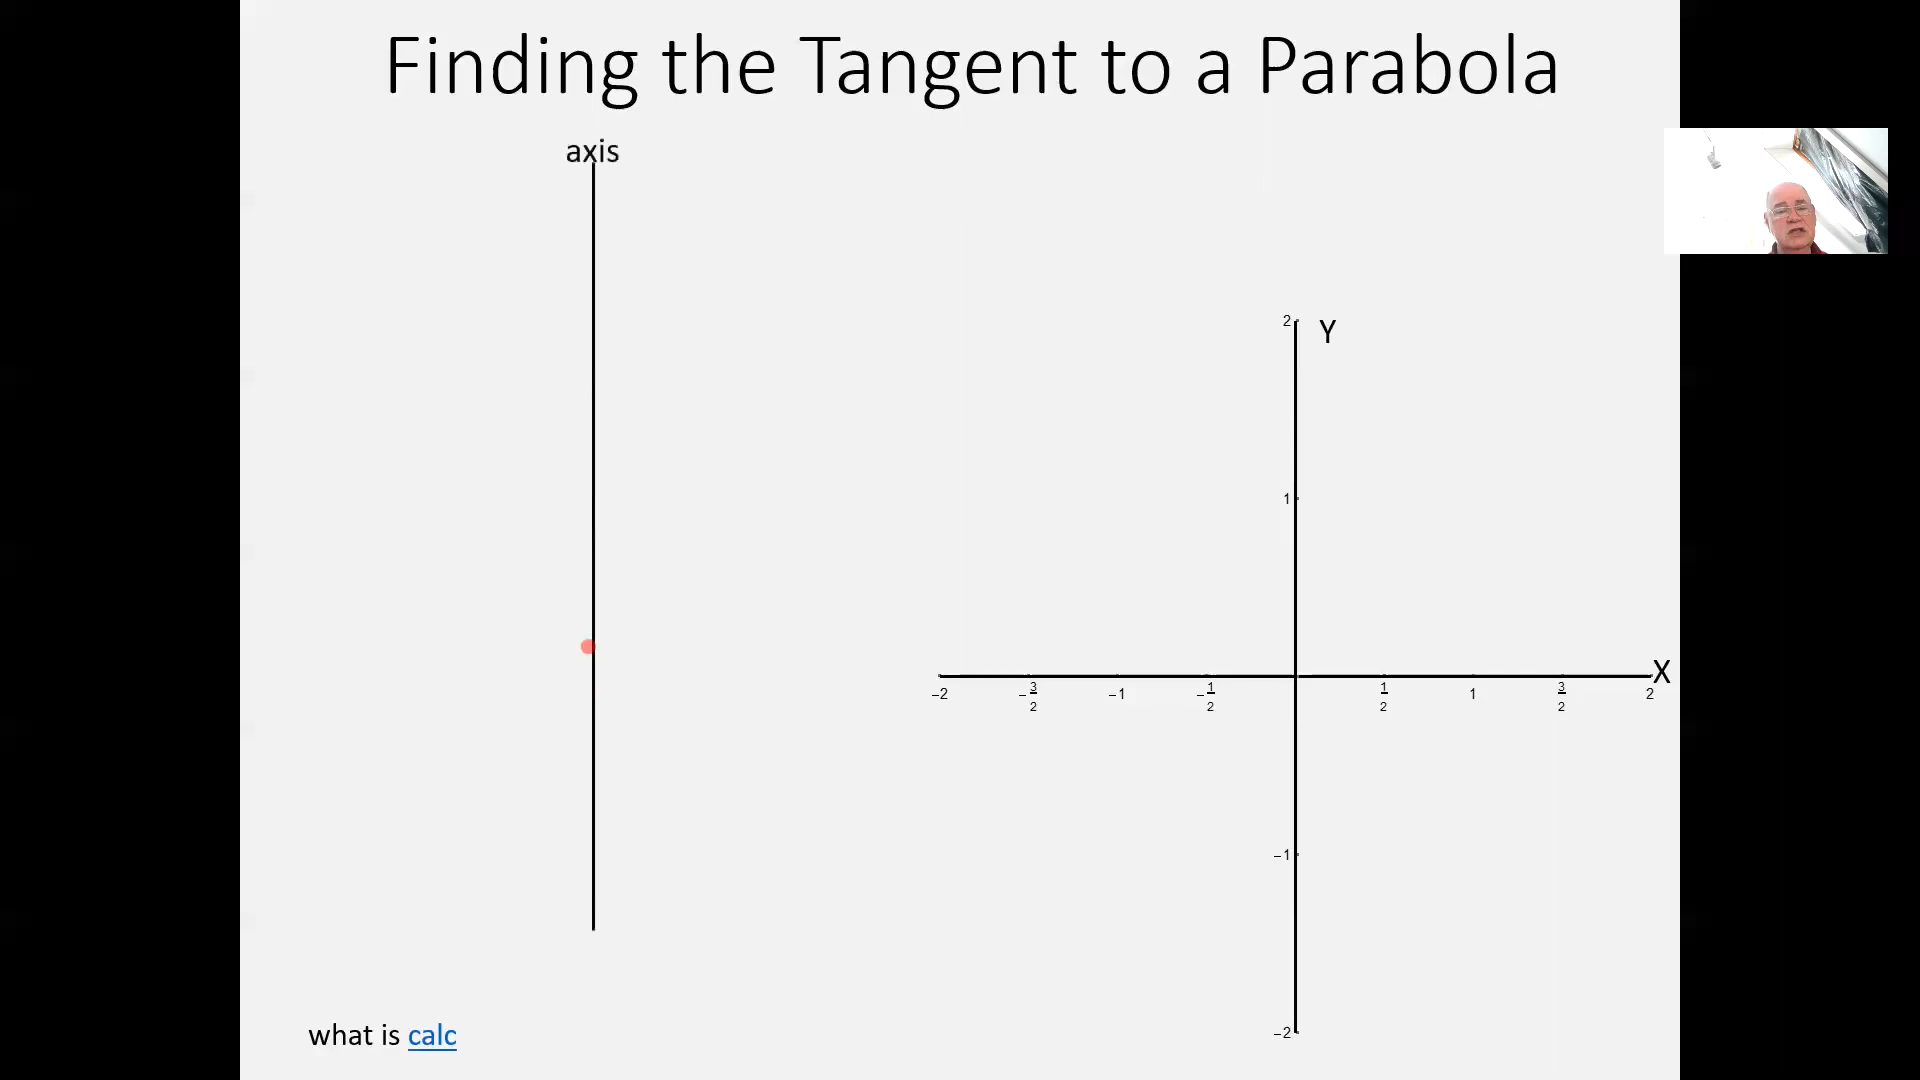 Finding the Tangent to a Parabola
axis
2
Y
1
X
−2
−3/2
−1
−1/2
1/2
1
3/2
2
−1
−2
what is calc